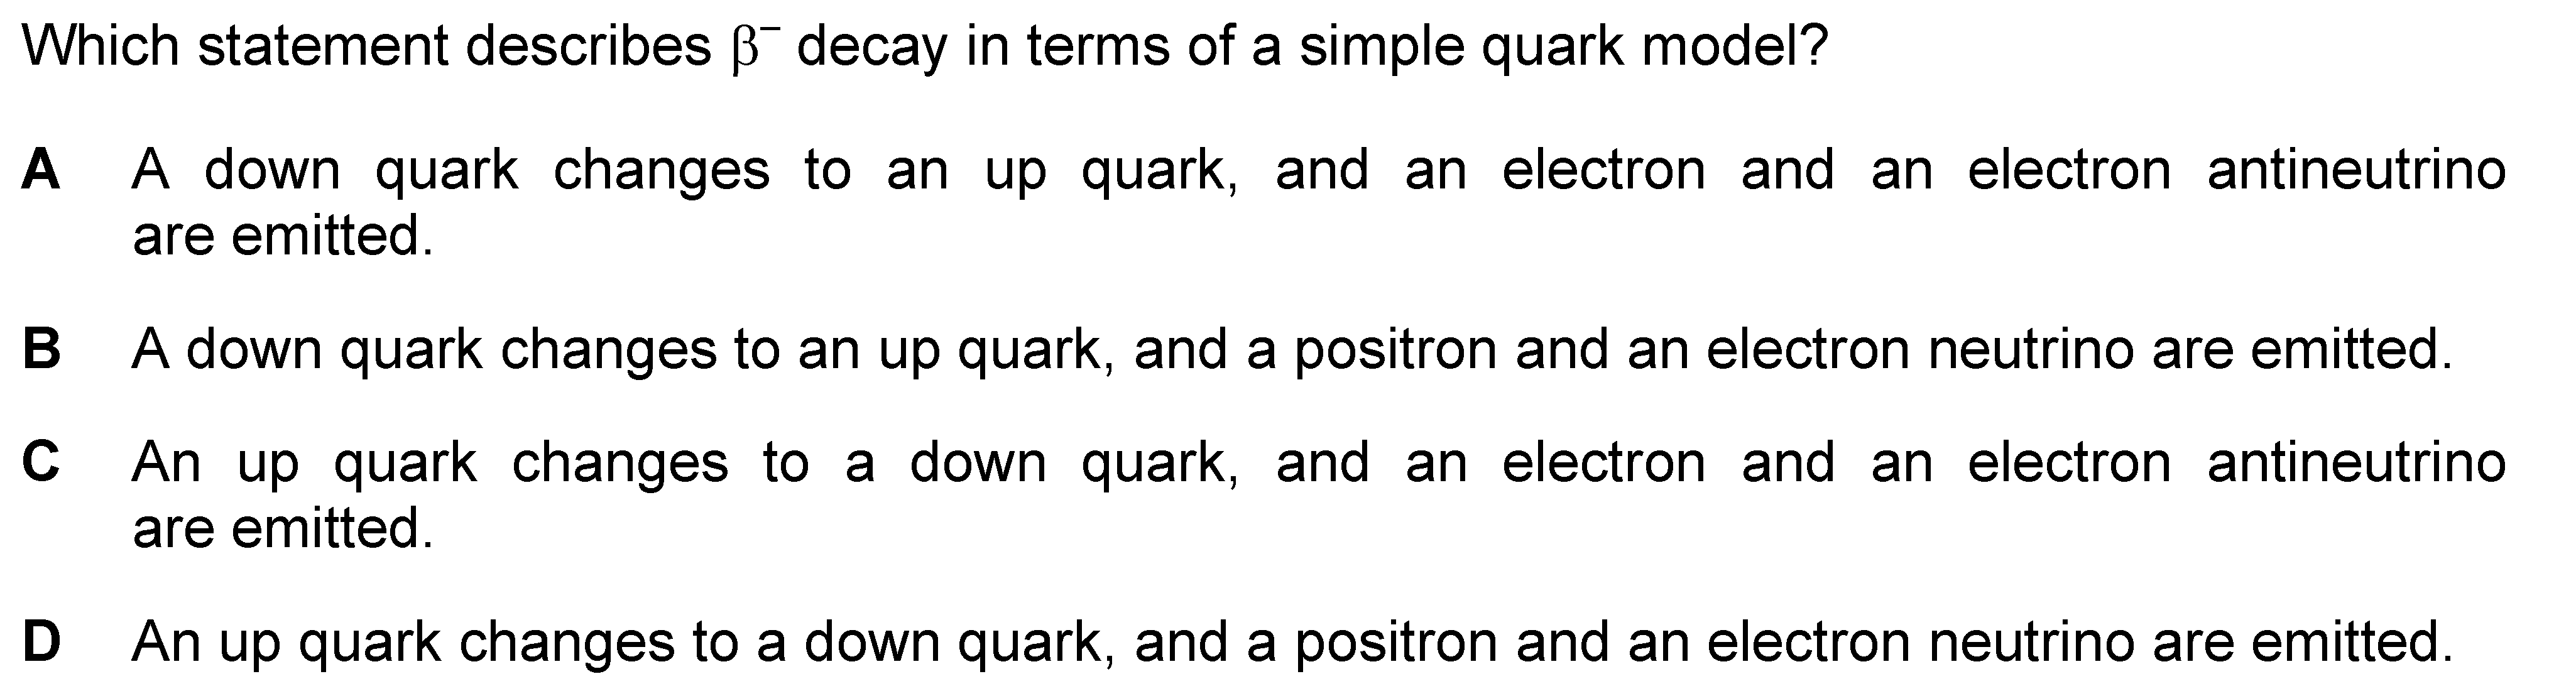 Which statement describes β⁻ decay in terms of a simple quark model?
A A down quark changes to an up quark, and an electron and an electron antineutrino
are emitted.
B A down quark changes to an up quark, and a positron and an electron neutrino are emitted.
C An up quark changes to a down quark, and an electron and an electron antineutrino
are emitted.
D An up quark changes to a down quark, and a positron and an electron neutrino are emitted.